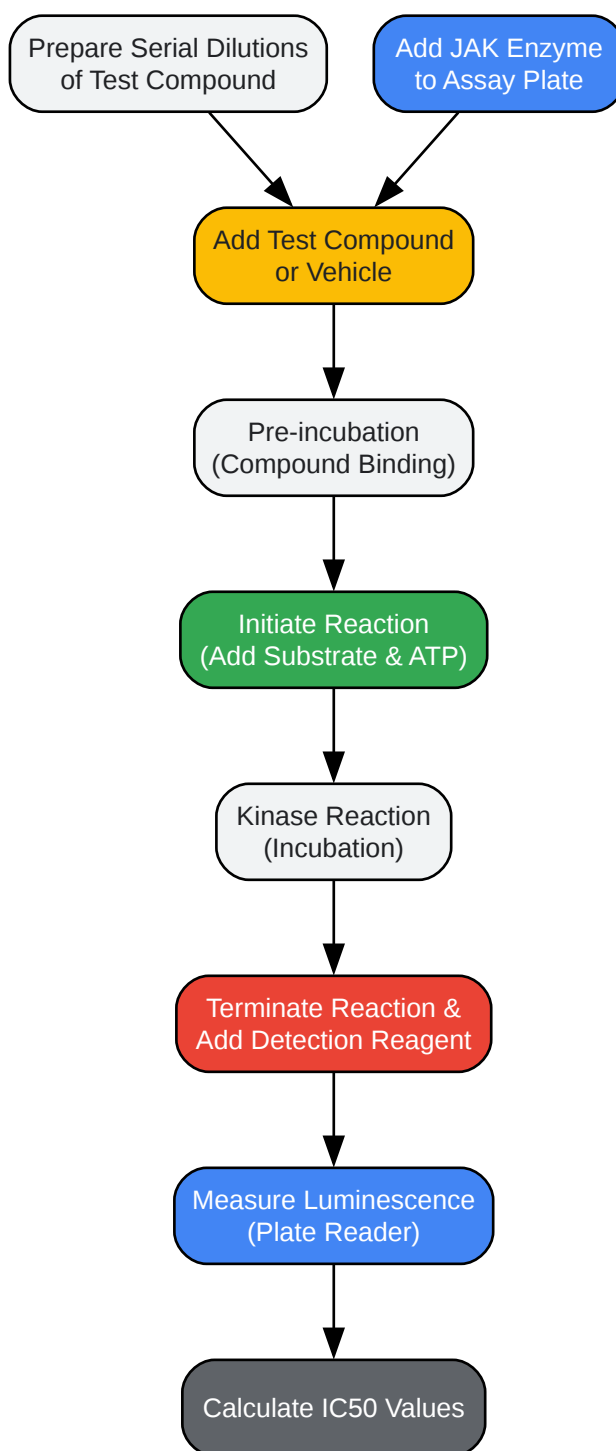 Prepare Serial Dilutions
of Test Compound
Add JAK Enzyme
to Assay Plate
Add Test Compound
or Vehicle
Pre-incubation
(Compound Binding)
Initiate Reaction
(Add Substrate & ATP)
Kinase Reaction
(Incubation)
Terminate Reaction &
Add Detection Reagent
Measure Luminescence
(Plate Reader)
Calculate IC50 Values